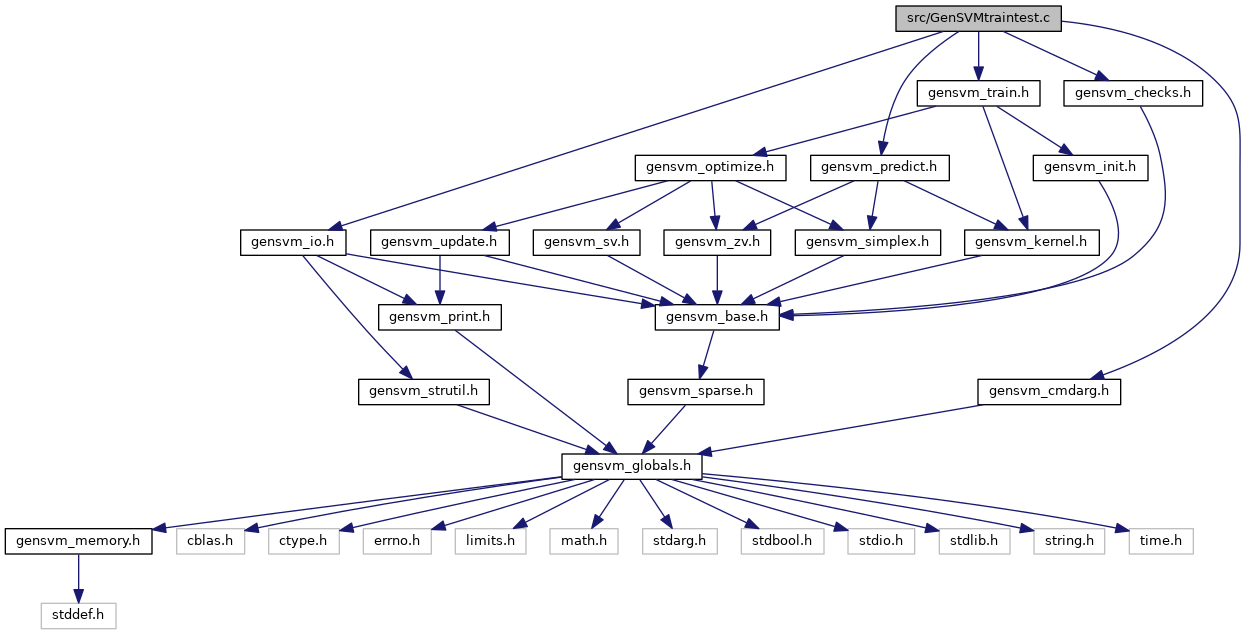 src/GenSVMtraintest.c
gensvm_train.h
gensvm_checks.h
gensvm_optimize.h
gensvm_predict.h
gensvm_init.h
gensvm_io.h
gensvm_update.h
gensvm_sv.h
gensvm_zv.h
gensvm_simplex.h
gensvm_kernel.h
gensvm_print.h
gensvm_base.h
gensvm_strutil.h
gensvm_sparse.h
gensvm_cmdarg.h
gensvm_globals.h
gensvm_memory.h
cblas.h
ctype.h
errno.h
limits.h
math.h
stdarg.h
stdbool.h
stdio.h
stdlib.h
string.h
time.h
stddef.h